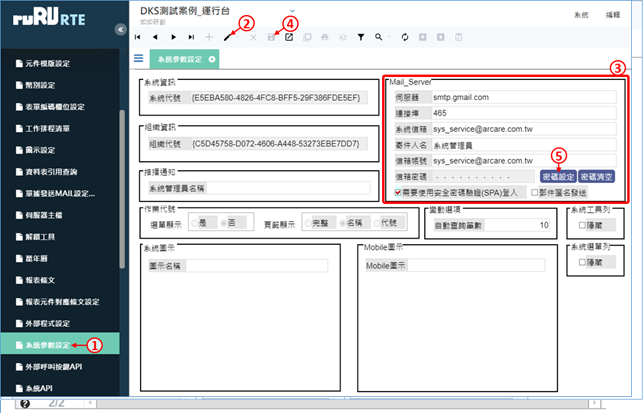 ruRU RTE
DKS測試案例_運行台
如如研創
系統
捷輯
②
④
元件模版設定
幣別設定
表單編碼欄位設定
工作排程清單
圖示設定
資料表引用查詢
單據發送MAIL設定...
伺服器主檔
解鎖工具
萬年曆
報表條文
報表元件對應條文設定
外部程式設定
系統參數設定
①
外部呼叫按鈕API
系統API
系統參數設定
③
系統資訊
系統代號 {E5EBA580-4826-4FC8-BFF5-29F386FDE5EF}
組織資訊
組織代號 {C5D45758-D072-4606-A448-53273EBE7DD7}
推播通知
系統管理員名稱
Mail_Server
伺服器 smtp.gmail.com
連接埠 465
系統信箱 sys_service@arcare.com.tw
寄件人名 系統管理員
信箱帳號 sys_service@arcare.com.tw
⑤
信箱密碼 · · · · · · · · · · 密碼設定 密碼清空
需要使用安全密碼驗證(SPA)登入 郵件匿名發送
作業代號
選單顯示 是 否 頁籤顯示 完整 名稱 代號
變動選項
自動查詢筆數 10
系統工具列
隱藏
系統選單列
隱藏
系統圖示
圖示名稱
Mobile圖示
Mobile圖示
2/2